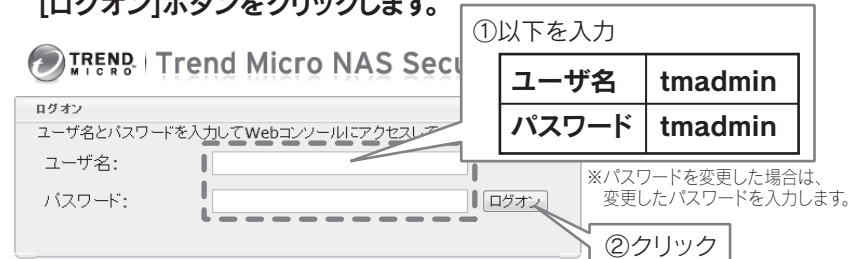 [ログオン]ボタンをクリックします。
①以下を入力
TREND MICRO Trend Micro NAS Secu
ユーザ名 tmadmin
パスワード tmadmin
ログオン
ユーザ名とパスワードを入力してWebコンソールにアクセスして
ユーザ名:
パスワード:
ログオン
※パスワードを変更した場合は、
変更したパスワードを入力します。
②クリック